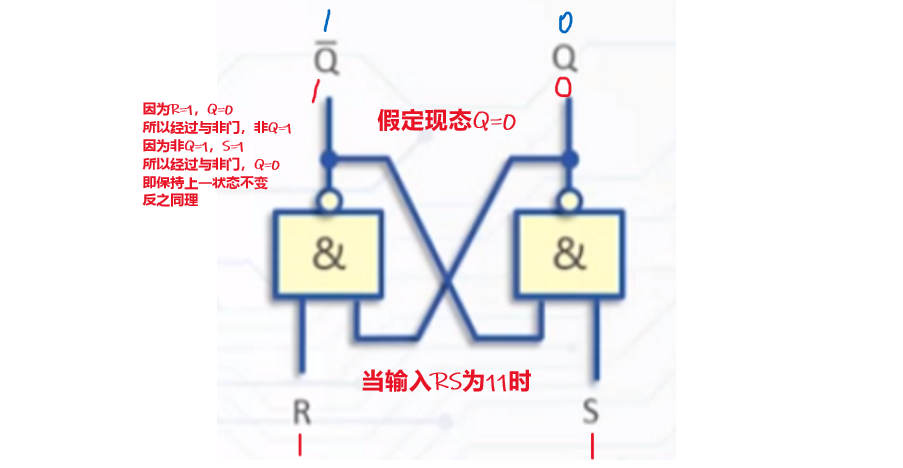 1 0
Q̅ Q
1 0
假定现态Q=0
因为R=1，Q=0
所以经过与非门，非Q=1
因为非Q=1，S=1
所以经过与非门，Q=0
即保持上一状态不变
反之同理
& &
当输入RS为11时
R S
1 1